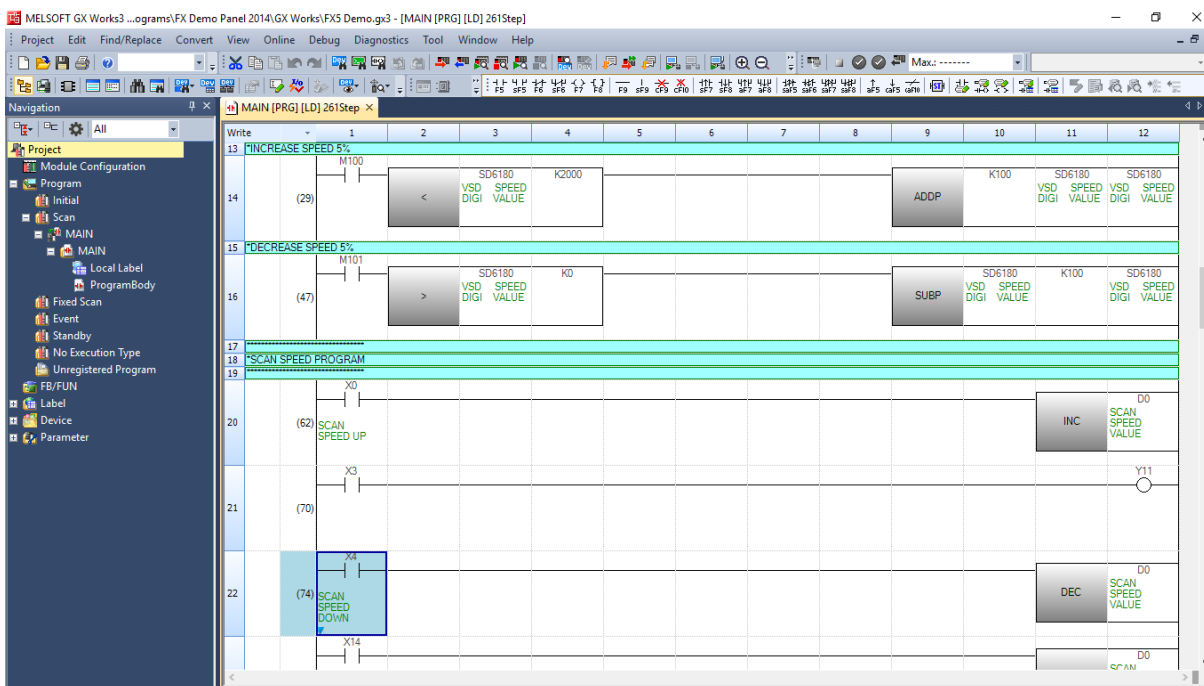 MELSOFT GX Works3 ...ograms\FX Demo Panel 2014\GX Works\FX5 Demo.gx3 - [MAIN [PRG] [LD] 261Step]
Project Edit Find/Replace Convert View Online Debug Diagnostics Tool Window Help
Max.: -------
Navigation
MAIN [PRG] [LD] 261Step
All
Project
Module Configuration
Program
Initial
Scan
MAIN
MAIN
Local Label
ProgramBody
Fixed Scan
Event
Standby
No Execution Type
Unregistered Program
FB/FUN
Label
Device
Parameter
Write 1 2 3 4 5 6 7 8 9 10 11 12
13 *INCREASE SPEED 5%
M100
14 (29) < SD6180 VSD SPEED DIGI VALUE K2000 ADDP K100 SD6180 VSD SPEED DIGI VALUE SD6180 VSD SPEED DIGI VALUE
15 *DECREASE SPEED 5%
M101
16 (47) > SD6180 VSD SPEED DIGI VALUE K0 SUBP SD6180 VSD SPEED DIGI VALUE K100 SD6180 VSD SPEED DIGI VALUE
17
18 *SCAN SPEED PROGRAM
19
X0
20 (62) SCAN SPEED UP INC D0 SCAN SPEED VALUE
X3 Y11
21 (70)
X4
22 (74) SCAN SPEED DOWN DEC D0 SCAN SPEED VALUE
X14 D0
SCAN